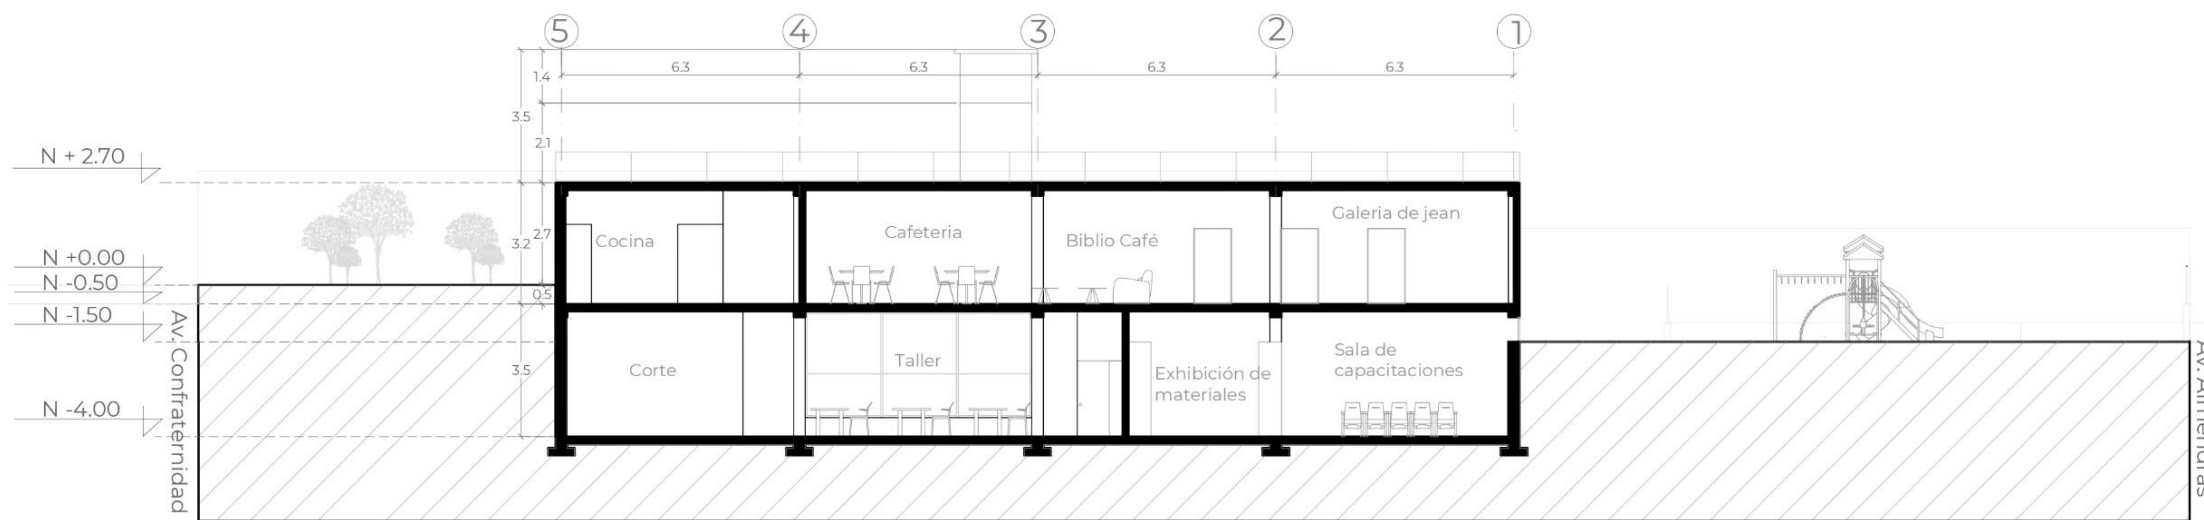 5 4 3 2 1
6.3 6.3 6.3 6.3
1.4
3.5
2.1
N + 2.70
Galeria de jean
Cafeteria
Cocina
Biblio Café
3.2
2.7
N +0.00
N -0.50
0.5
N -1.50
Av. Confraternidad
Sala de
capacitaciones
Taller
Corte
3.5
Exhibición de
materiales
N -4.00